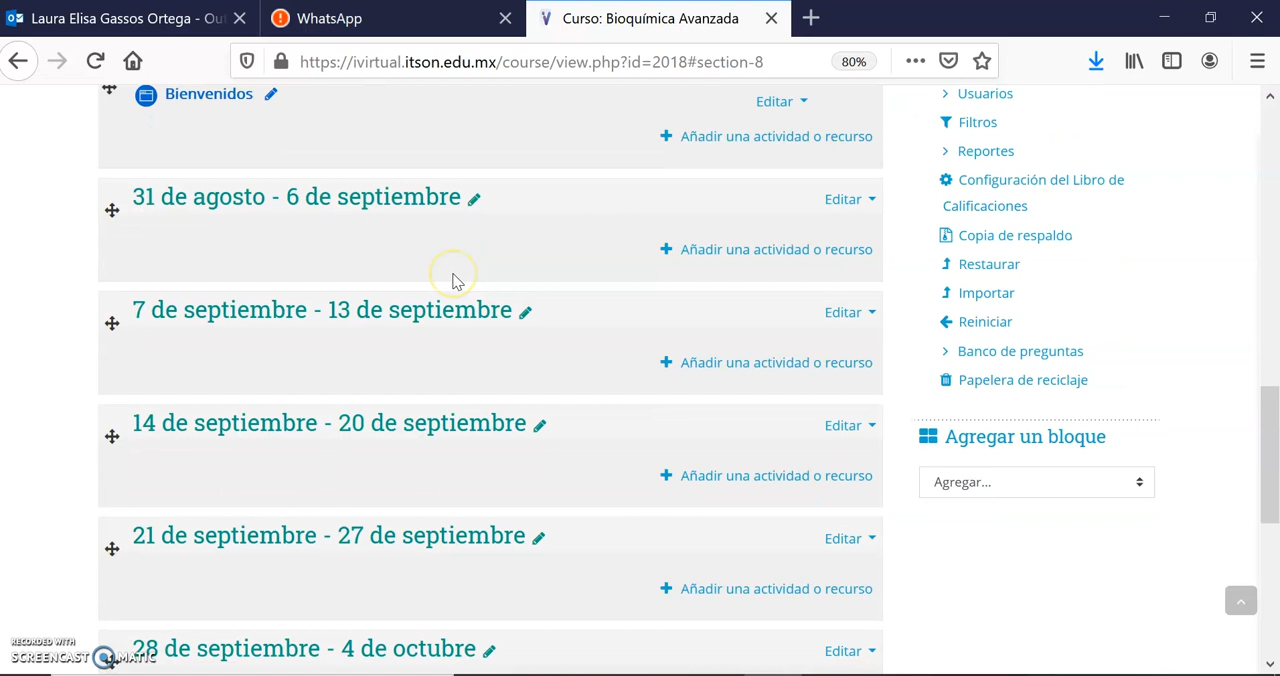 Laura Elisa Gassos Ortega - Out
WhatsApp
Curso: Bioquímica Avanzada
https://ivirtual.itson.edu.mx/course/view.php?id=2018#section-8
80%
Bienvenidos
Editar
Añadir una actividad o recurso
31 de agosto - 6 de septiembre
Editar
Añadir una actividad o recurso
7 de septiembre - 13 de septiembre
Editar
Añadir una actividad o recurso
14 de septiembre - 20 de septiembre
Editar
Añadir una actividad o recurso
21 de septiembre - 27 de septiembre
Editar
Añadir una actividad o recurso
28 de septiembre - 4 de octubre
Editar
Usuarios
Filtros
Reportes
Configuración del Libro de
Calificaciones
Copia de respaldo
Restaurar
Importar
Reiniciar
Banco de preguntas
Papelera de reciclaje
Agregar un bloque
Agregar...
RECORDED WITH
SCREENCAST MATIC